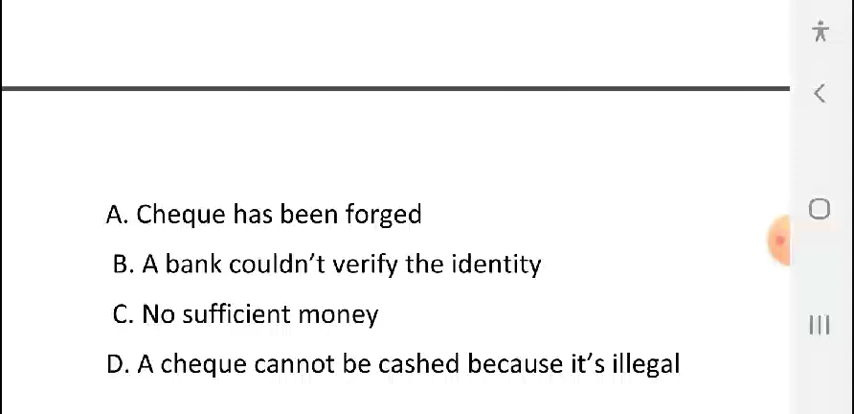 A. Cheque has been forged
B. A bank couldn’t verify the identity
C. No sufficient money
D. A cheque cannot be cashed because it’s illegal